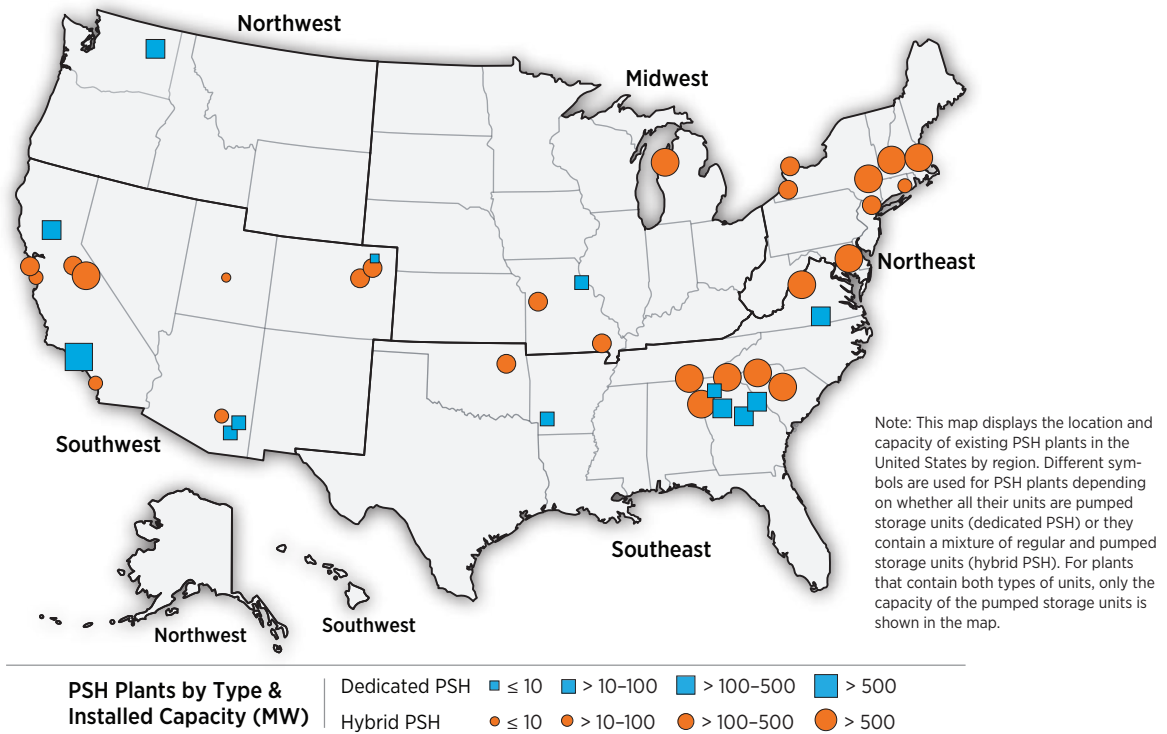 Northwest
Midwest
Northeast
Southwest
Southeast
Northwest
Southwest
Note: This map displays the location and
capacity of existing PSH plants in the
United States by region. Different sym-
bols are used for PSH plants depending
on whether all their units are pumped
storage units (dedicated PSH) or they
contain a mixture of regular and pumped
storage units (hybrid PSH). For plants
that contain both types of units, only the
capacity of the pumped storage units is
shown in the map.
PSH Plants by Type &
Installed Capacity (MW)
Dedicated PSH ≤ 10 > 10–100 > 100–500 > 500
Hybrid PSH ≤ 10 > 10–100 > 100–500 > 500